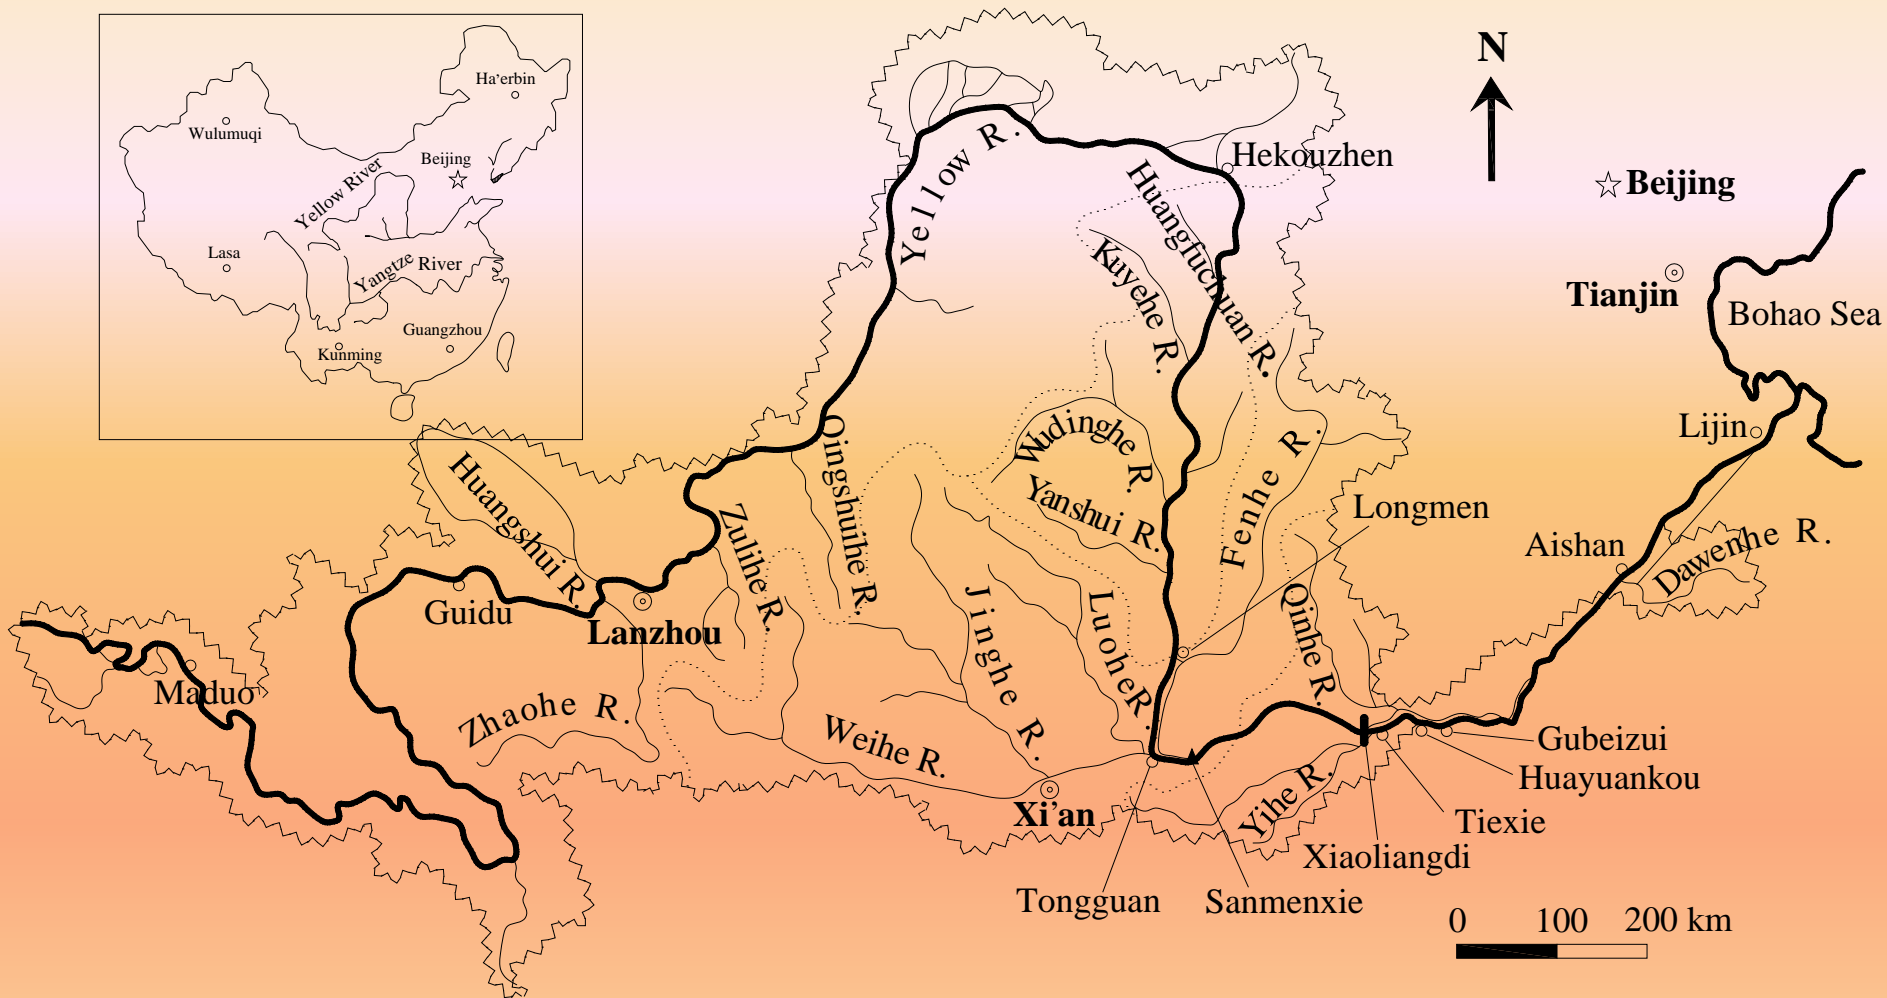 Ha'erbin
Wulumuqi
Beijing
Yellow River
Lasa
Yangtze River
Guangzhou
Kunming
N
Yellow R.
Hekouzhen
Huangfuchuan R.
Kuyehe R.
Beijing
Tianjin
Bohao Sea
Lijin
Wudinghe R.
Yanshui R.
Fenhe R.
Longmen
Huangshui R.
Qingshuihe R.
Zulihe R.
Aishan
Dawenhe R.
Guidu
Lanzhou
Jinghe R.
Luohe R.
Qinhe R.
Maduo
Zhaohe R.
Weihe R.
Xi'an
Yihe R.
Gubeizui
Huayuankou
Tiexie
Xiaoliangdi
Tongguan
Sanmenxie
0 100 200 km